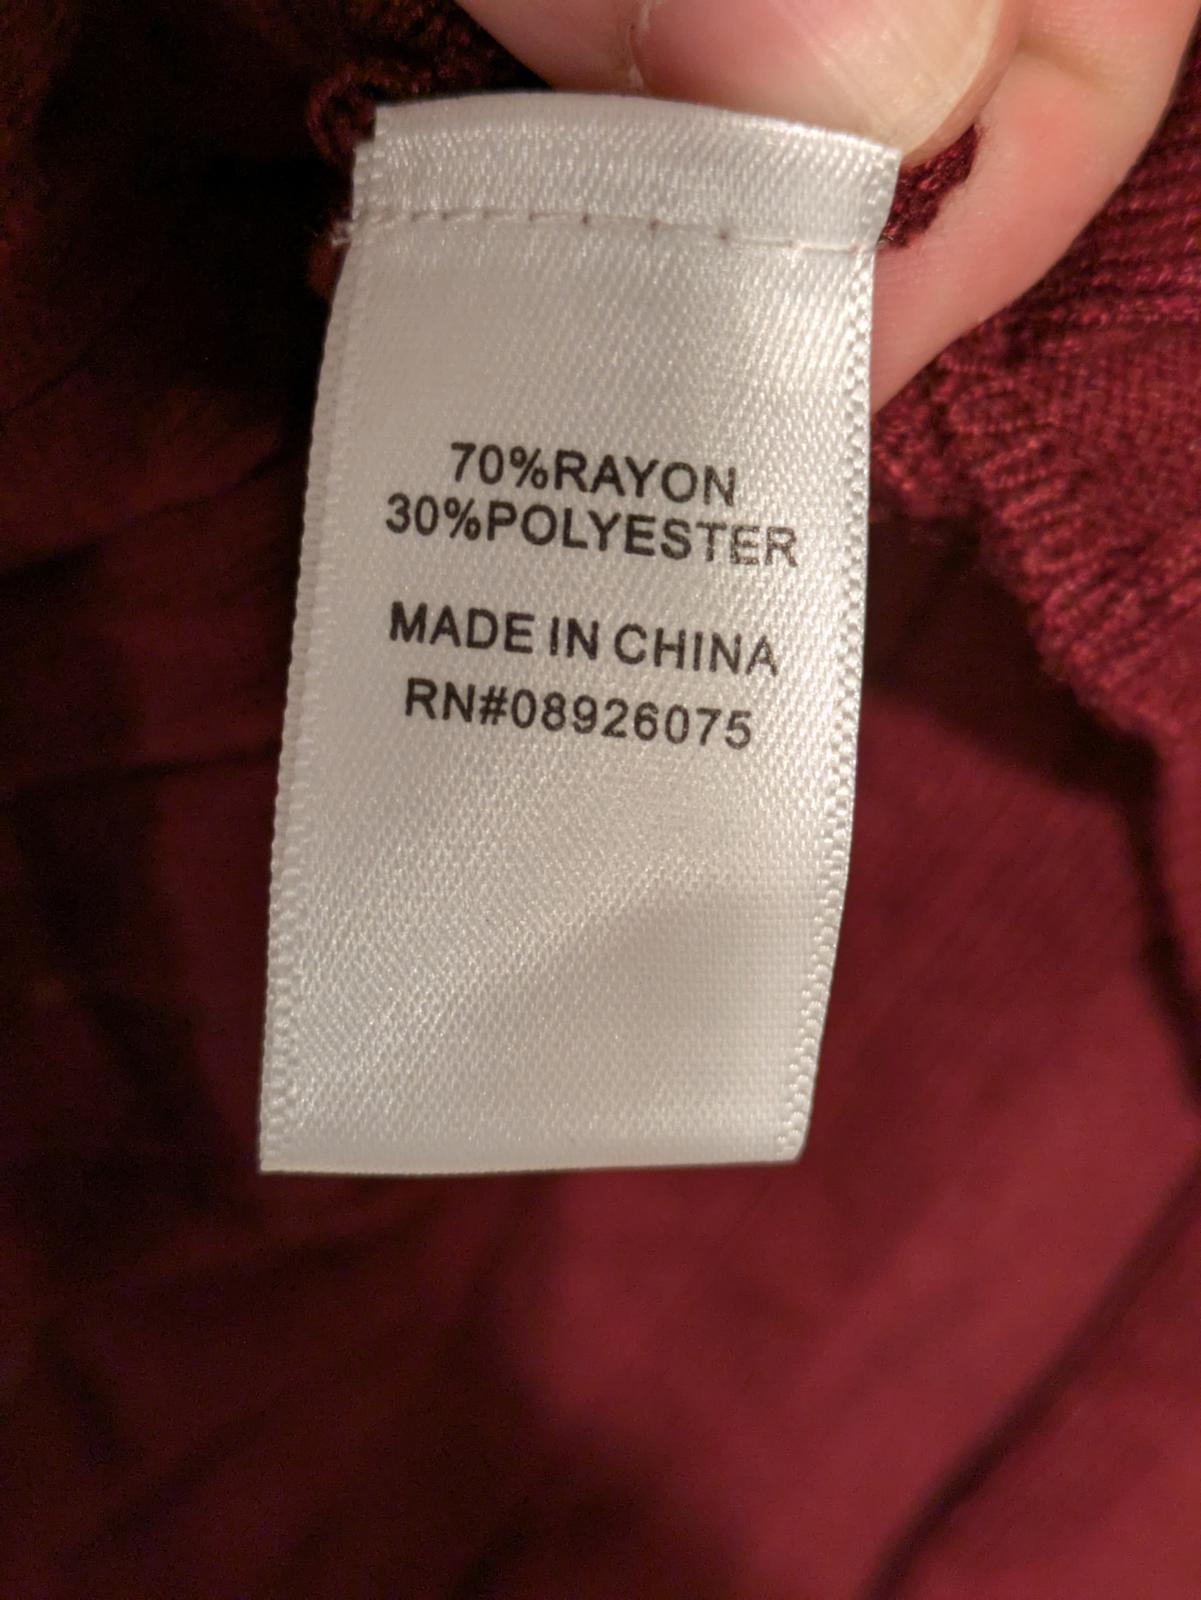 70%RAYON
30%POLYESTER
MADE IN CHINA
RN#08926075